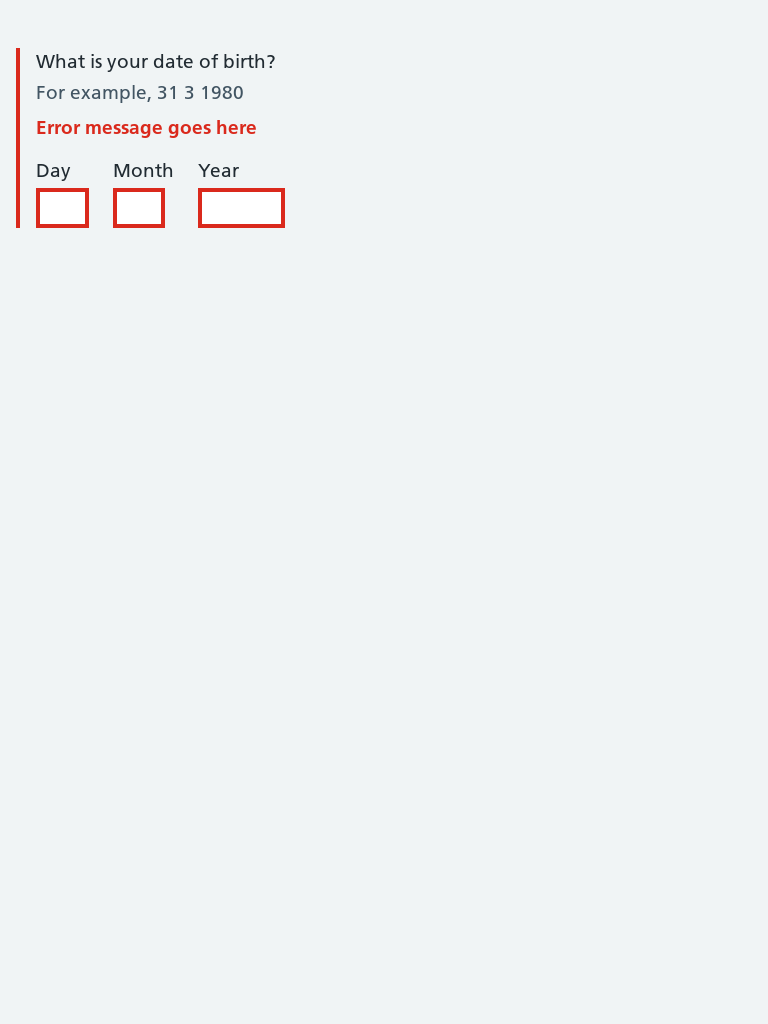 What is your date of birth?
For example, 31 3 1980
Error message goes here
Day Month Year